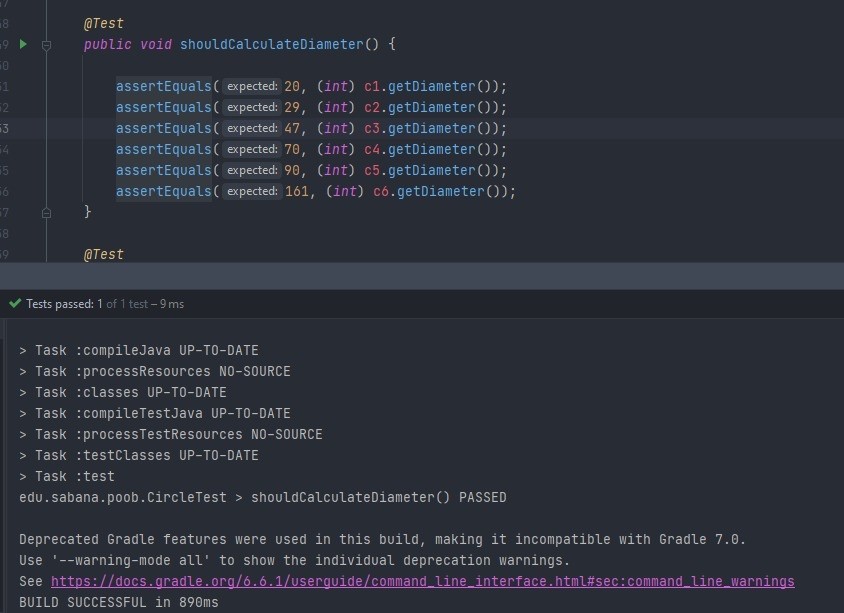 @Test
public void shouldCalculateDiameter() {
51 assertEquals( expected: 20, (int) c1.getDiameter());
52 assertEquals( expected: 29, (int) c2.getDiameter());
53 assertEquals( expected: 47, (int) c3.getDiameter());
54 assertEquals( expected: 70, (int) c4.getDiameter());
55 assertEquals( expected: 90, (int) c5.getDiameter());
56 assertEquals( expected: 161, (int) c6.getDiameter());
}
@Test
Tests passed: 1 of 1 test – 9 ms
> Task :compileJava UP-TO-DATE
> Task :processResources NO-SOURCE
> Task :classes UP-TO-DATE
> Task :compileTestJava UP-TO-DATE
> Task :processTestResources NO-SOURCE
> Task :testClasses UP-TO-DATE
> Task :test
edu.sabana.poob.CircleTest > shouldCalculateDiameter() PASSED
Deprecated Gradle features were used in this build, making it incompatible with Gradle 7.0.
Use '--warning-mode all' to show the individual deprecation warnings.
See https://docs.gradle.org/6.6.1/userguide/command_line_interface.html#sec:command_line_warnings
BUILD SUCCESSFUL in 890ms